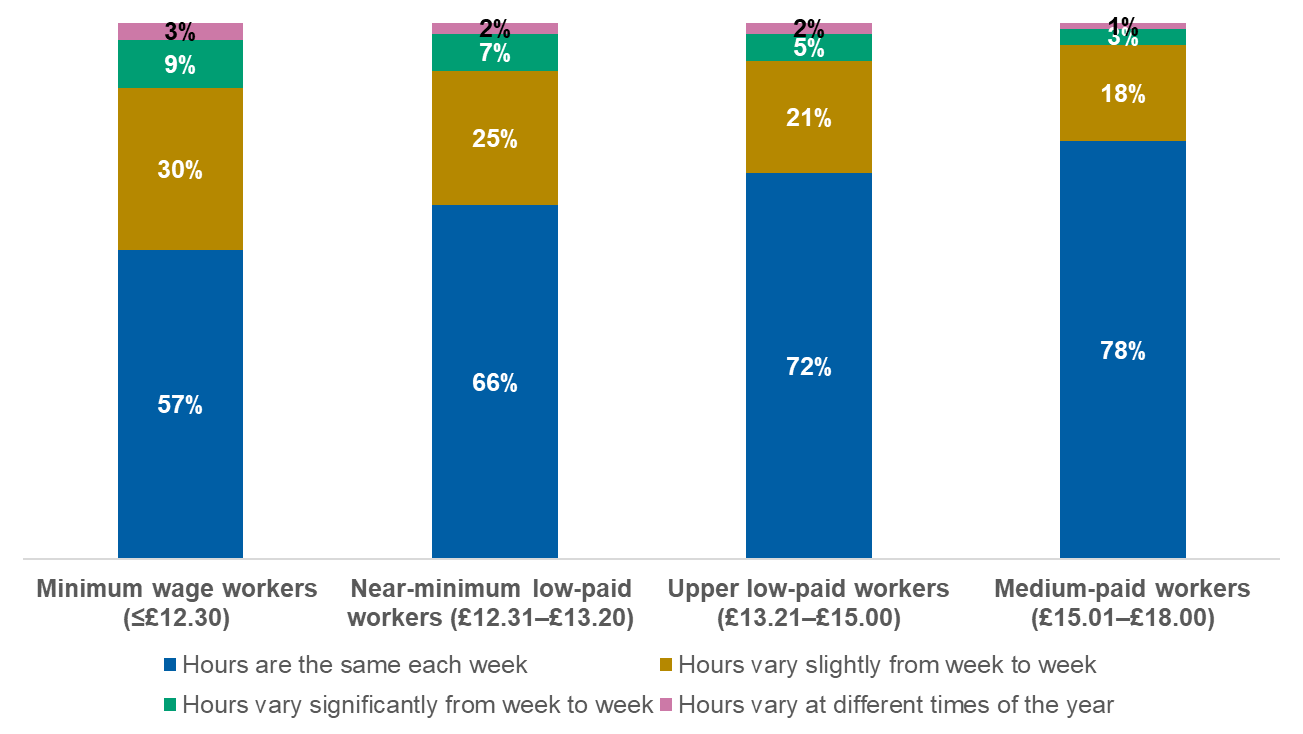 3% 2% 2% 1%
9% 7% 5% 3%
30% 25% 21% 18%
57% 66% 72% 78%
Minimum wage workers Near-minimum low-paid Upper low-paid workers Medium-paid workers
(≤£12.30) workers (£12.31–£13.20) (£13.21–£15.00) (£15.01–£18.00)
Hours are the same each week Hours vary slightly from week to week
Hours vary significantly from week to week Hours vary at different times of the year